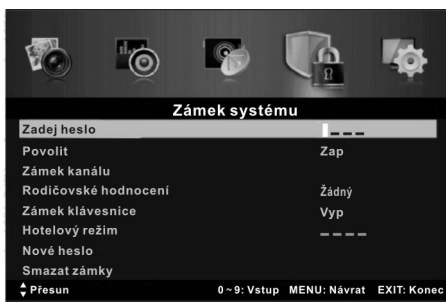 Zámek systému
Zadej heslo _ _ _
Povolit Zap
Zámek kanálu
Rodičovské hodnocení Žádný
Zámek klávesnice Vyp
Hotelový režim _ _ _ _
Nové heslo
Smazat zámky
Přesun 0~9: Vstup MENU: Návrat EXIT: Konec